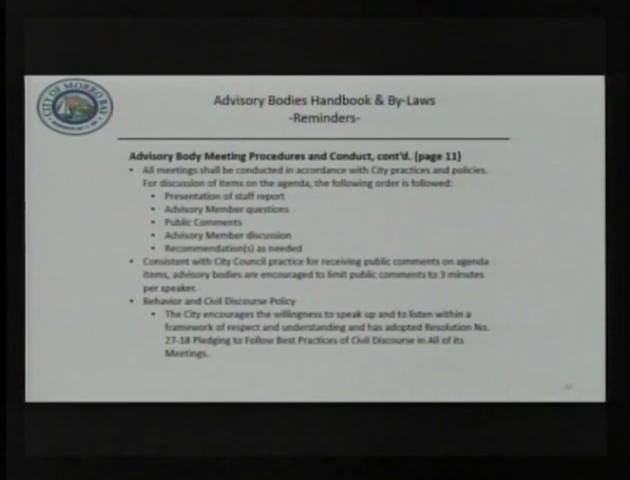 CITY OF MORRO BAY
Advisory Bodies Handbook & By-Laws
-Reminders-
Advisory Body Meeting Procedures and Conduct, cont'd. (page 11)
• All meetings shall be conducted in accordance with City practices and policies.
For discussion of items on the agenda, the following order is followed:
• Presentation of staff report
• Advisory Member questions
• Public Comments
• Advisory Member discussion
• Recommendation(s) as needed
• Consistent with City Council practice for receiving public comments on agenda
items, advisory bodies are encouraged to limit public comments to 3 minutes
per speaker.
• Behavior and Civil Discourse Policy
• The City encourages the willingness to speak up and to listen within a
framework of respect and understanding and has adopted Resolution No.
27-18 Pledging to Follow Best Practices of Civil Discourse in All of its
Meetings.